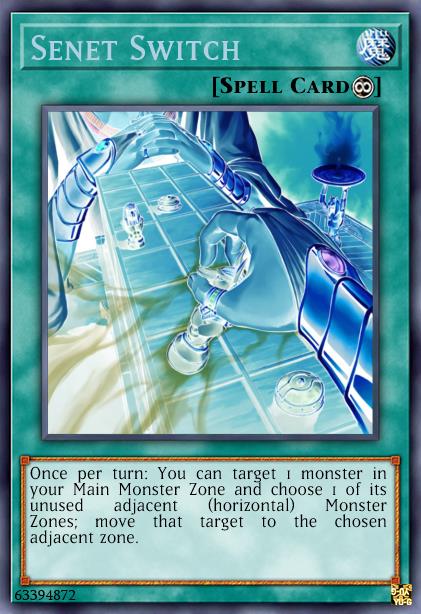 SENET SWITCH
魔
[SPELL CARD]
Once per turn: You can target 1 monster in
your Main Monster Zone and choose 1 of its
unused adjacent (horizontal) Monster
Zones; move that target to the chosen
adjacent zone.
63394872